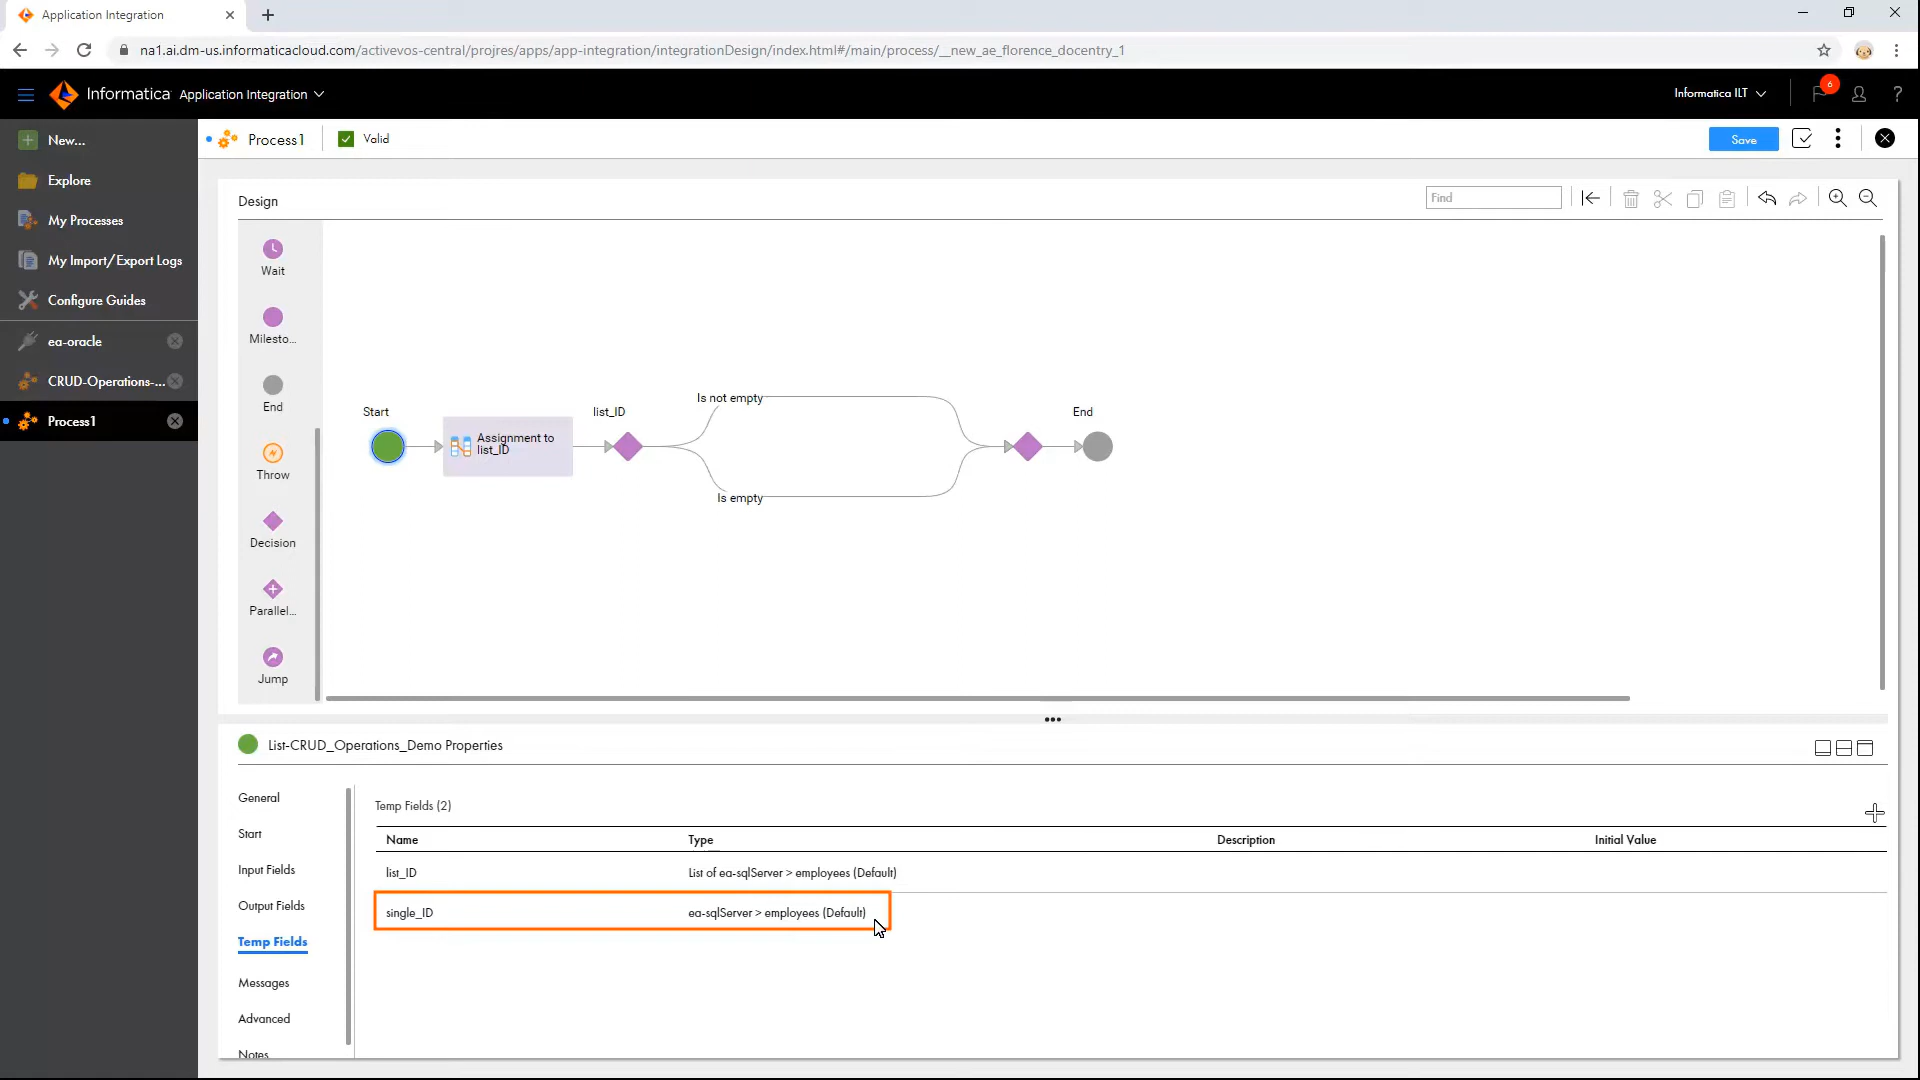 Application Integration
na1.ai.dm-us.informaticacloud.com/activevos-central/projres/apps/app-integration/integrationDesign/index.html#/main/process/__new_ae_florence_docentry_1
Informatica Application Integration
Informatica ILT
6
?
New...
Explore
My Processes
My Import/Export Logs
Configure Guides
ea-oracle
CRUD-Operations-...
Process1
Process1
Valid
Save
Design
Find
Wait
Milesto...
End
Throw
Decision
Parallel...
Jump
Start
Assignment to
list_ID
list_ID
Is not empty
Is empty
End
List-CRUD_Operations_Demo Properties
General
Start
Input Fields
Output Fields
Temp Fields
Messages
Advanced
Notes
Temp Fields (2)
Name Type Description Initial Value
list_ID List of ea-sqlServer > employees (Default)
single_ID ea-sqlServer > employees (Default)